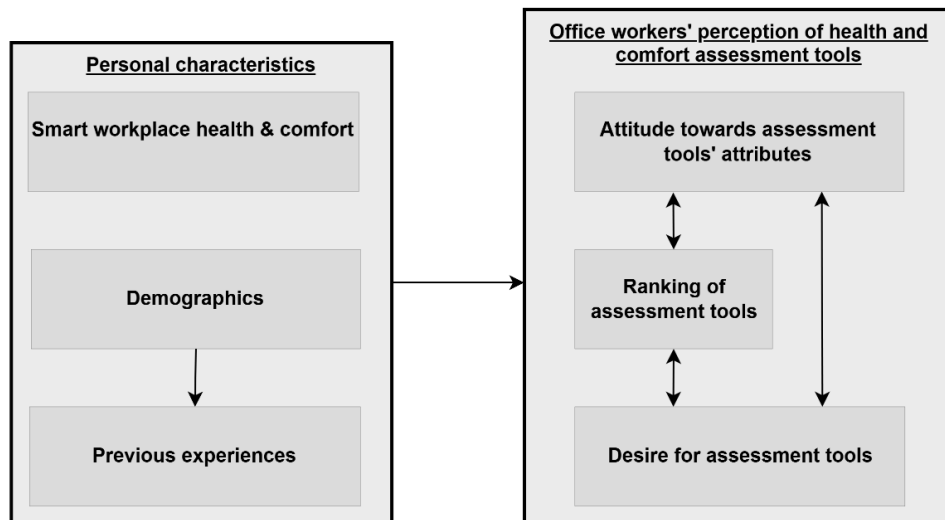 Personal characteristics
Smart workplace health & comfort
Demographics
Previous experiences
Office workers' perception of health and
comfort assessment tools
Attitude towards assessment
tools' attributes
Ranking of
assessment tools
Desire for assessment tools